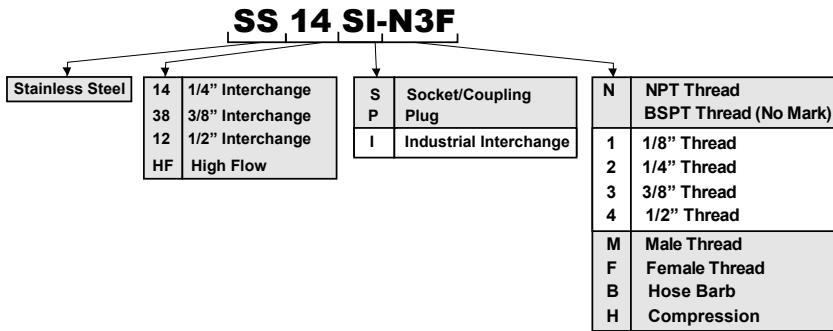 SS 14 SI-N3F
Stainless Steel
14 1/4” Interchange
38 3/8” Interchange
12 1/2” Interchange
HF High Flow
S Socket/Coupling
P Plug
I Industrial Interchange
N NPT Thread
BSPT Thread (No Mark)
1 1/8” Thread
2 1/4” Thread
3 3/8” Thread
4 1/2” Thread
M Male Thread
F Female Thread
B Hose Barb
H Compression